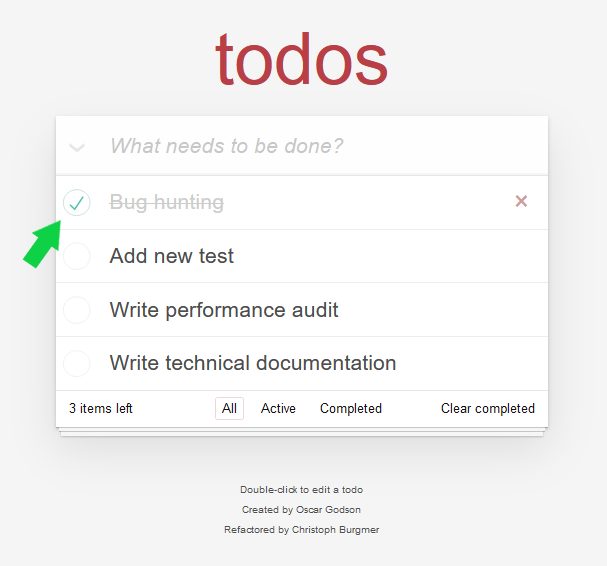 todos
What needs to be done?
Bug hunting
Add new test
Write performance audit
Write technical documentation
3 items left All Active Completed Clear completed
Double-click to edit a todo
Created by Oscar Godson
Refactored by Christoph Burgmer